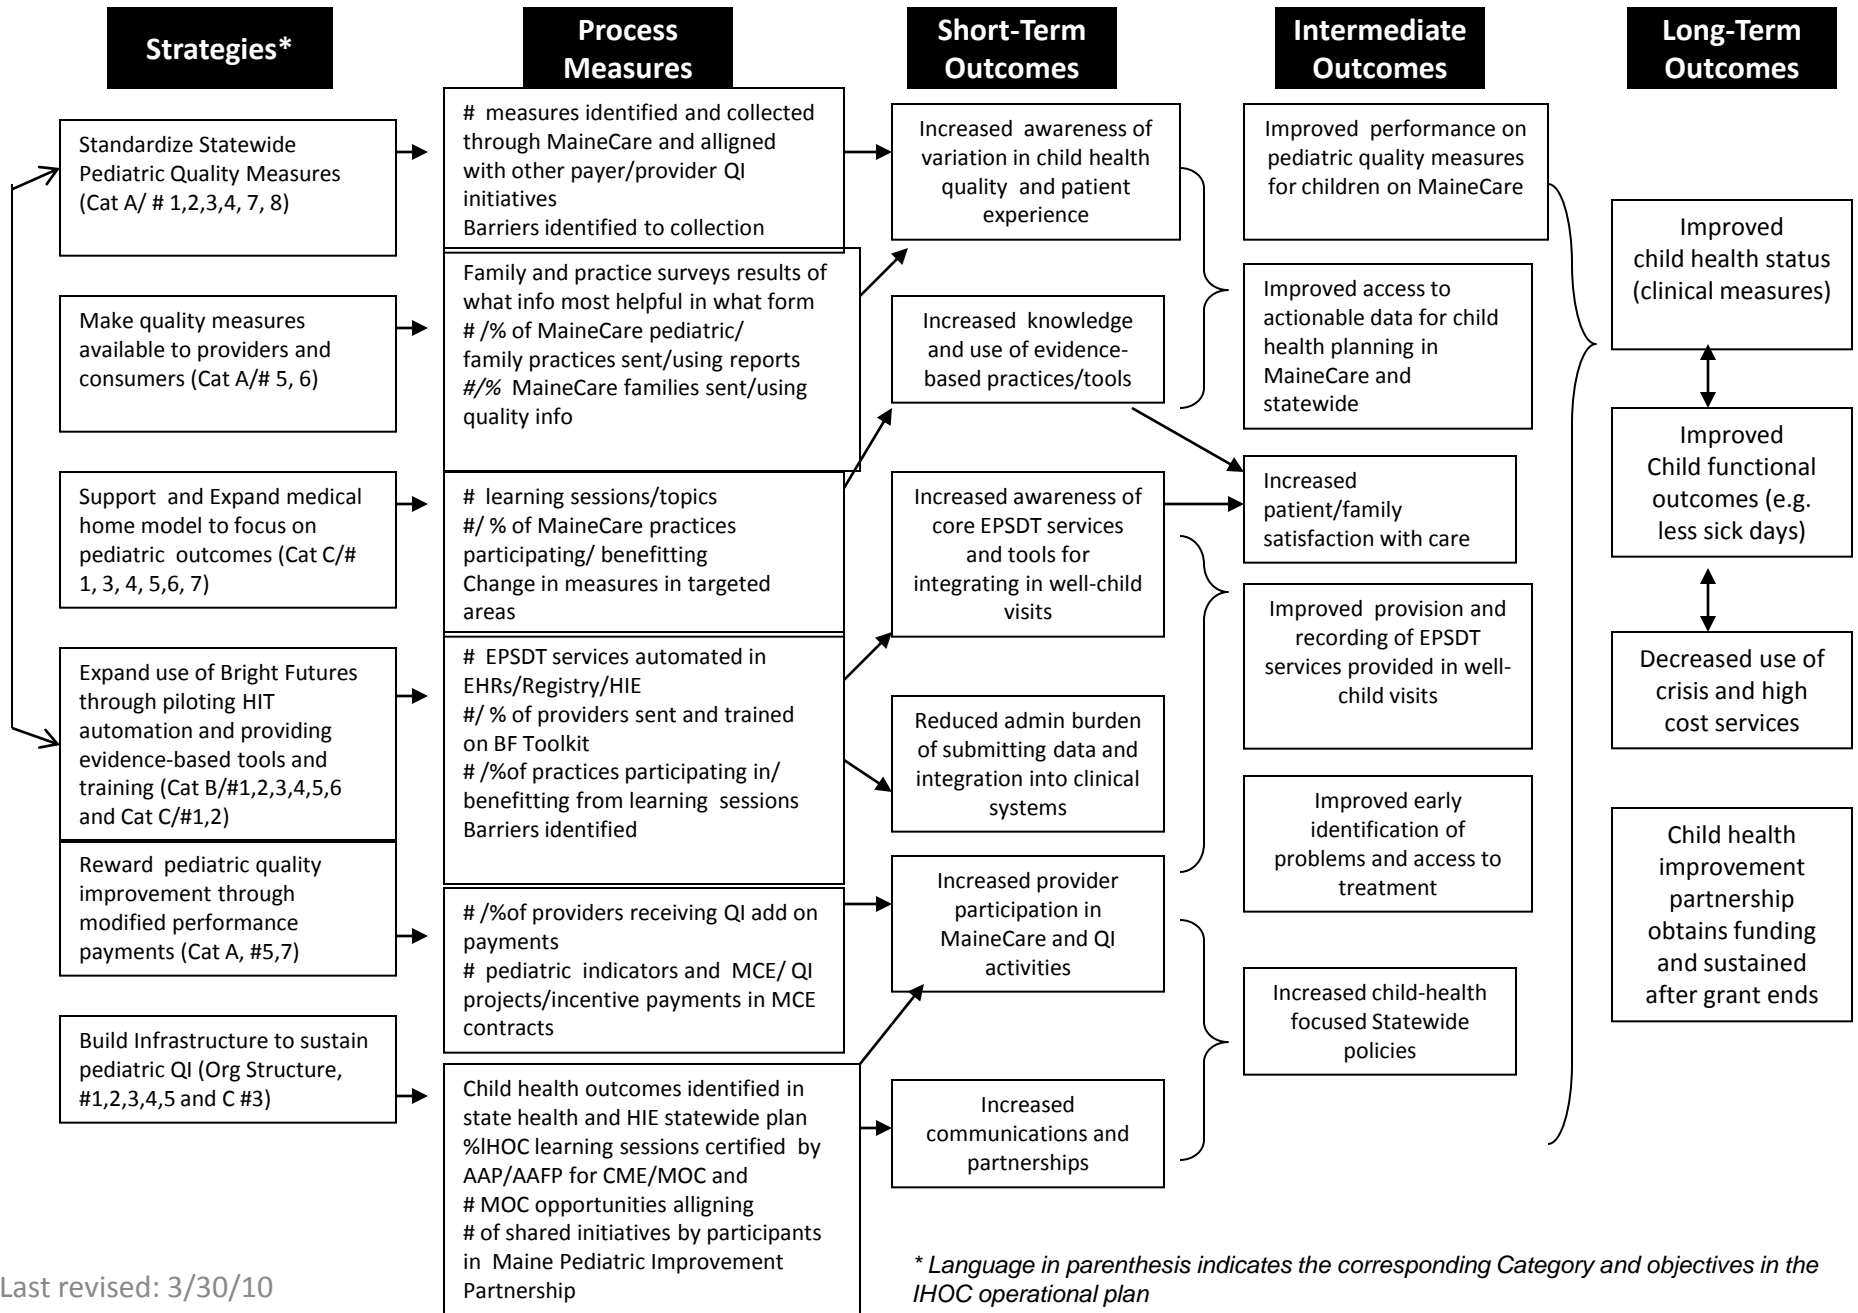 Strategies*
Process
Measures
Short-Term
Outcomes
Intermediate
Outcomes
Long-Term
Outcomes
Standardize Statewide
Pediatric Quality Measures
(Cat A/ # 1,2,3,4, 7, 8)
Make quality measures
available to providers and
consumers (Cat A/# 5, 6)
Support and Expand medical
home model to focus on
pediatric outcomes (Cat C/#
1, 3, 4, 5,6, 7)
Expand use of Bright Futures
through piloting HIT
automation and providing
evidence-based tools and
training (Cat B/#1,2,3,4,5,6
and Cat C/#1,2)
Reward pediatric quality
improvement through
modified performance
payments (Cat A, #5,7)
Build Infrastructure to sustain
pediatric QI (Org Structure,
#1,2,3,4,5 and C #3)
# measures identified and collected
through MaineCare and alligned
with other payer/provider QI
initiatives
Barriers identified to collection
Family and practice surveys results of
what info most helpful in what form
# /% of MaineCare pediatric/
family practices sent/using reports
#/% MaineCare families sent/using
quality info
# learning sessions/topics
#/ % of MaineCare practices
participating/ benefitting
Change in measures in targeted
areas
# EPSDT services automated in
EHRs/Registry/HIE
#/ % of providers sent and trained
on BF Toolkit
# /%of practices participating in/
benefitting from learning sessions
Barriers identified
# /%of providers receiving QI add on
payments
# pediatric indicators and MCE/ QI
projects/incentive payments in MCE
contracts
Child health outcomes identified in
state health and HIE statewide plan
%IHOC learning sessions certified by
AAP/AAFP for CME/MOC and
# MOC opportunities alligning
# of shared initiatives by participants
in Maine Pediatric Improvement
Partnership
Increased awareness of
variation in child health
quality and patient
experience
Increased knowledge
and use of evidence-
based practices/tools
Increased awareness of
core EPSDT services
and tools for
integrating in well-child
visits
Reduced admin burden
of submitting data and
integration into clinical
systems
Increased provider
participation in
MaineCare and QI
activities
Increased
communications and
partnerships
Improved performance on
pediatric quality measures
for children on MaineCare
Improved access to
actionable data for child
health planning in
MaineCare and
statewide
Increased
patient/family
satisfaction with care
Improved provision and
recording of EPSDT
services provided in well-
child visits
Improved early
identification of
problems and access to
treatment
Increased child-health
focused Statewide
policies
Improved
child health status
(clinical measures)
Improved
Child functional
outcomes (e.g.
less sick days)
Decreased use of
crisis and high
cost services
Child health
improvement
partnership
obtains funding
and sustained
after grant ends
Last revised: 3/30/10
* Language in parenthesis indicates the corresponding Category and objectives in the
IHOC operational plan